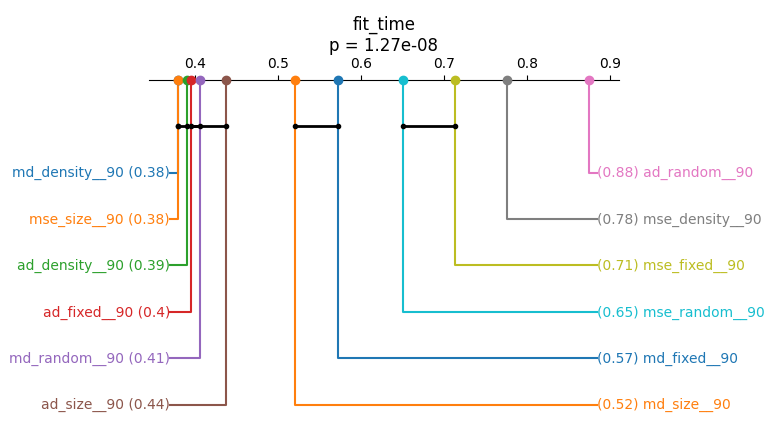 fit_time
p = 1.27e-08
0.4 0.5 0.6 0.7 0.8 0.9
md_density__90 (0.38)
(0.88) ad_random__90
mse_size__90 (0.38)
(0.78) mse_density__90
ad_density__90 (0.39)
(0.71) mse_fixed__90
ad_fixed__90 (0.4)
(0.65) mse_random__90
md_random__90 (0.41)
(0.57) md_fixed__90
ad_size__90 (0.44)
(0.52) md_size__90